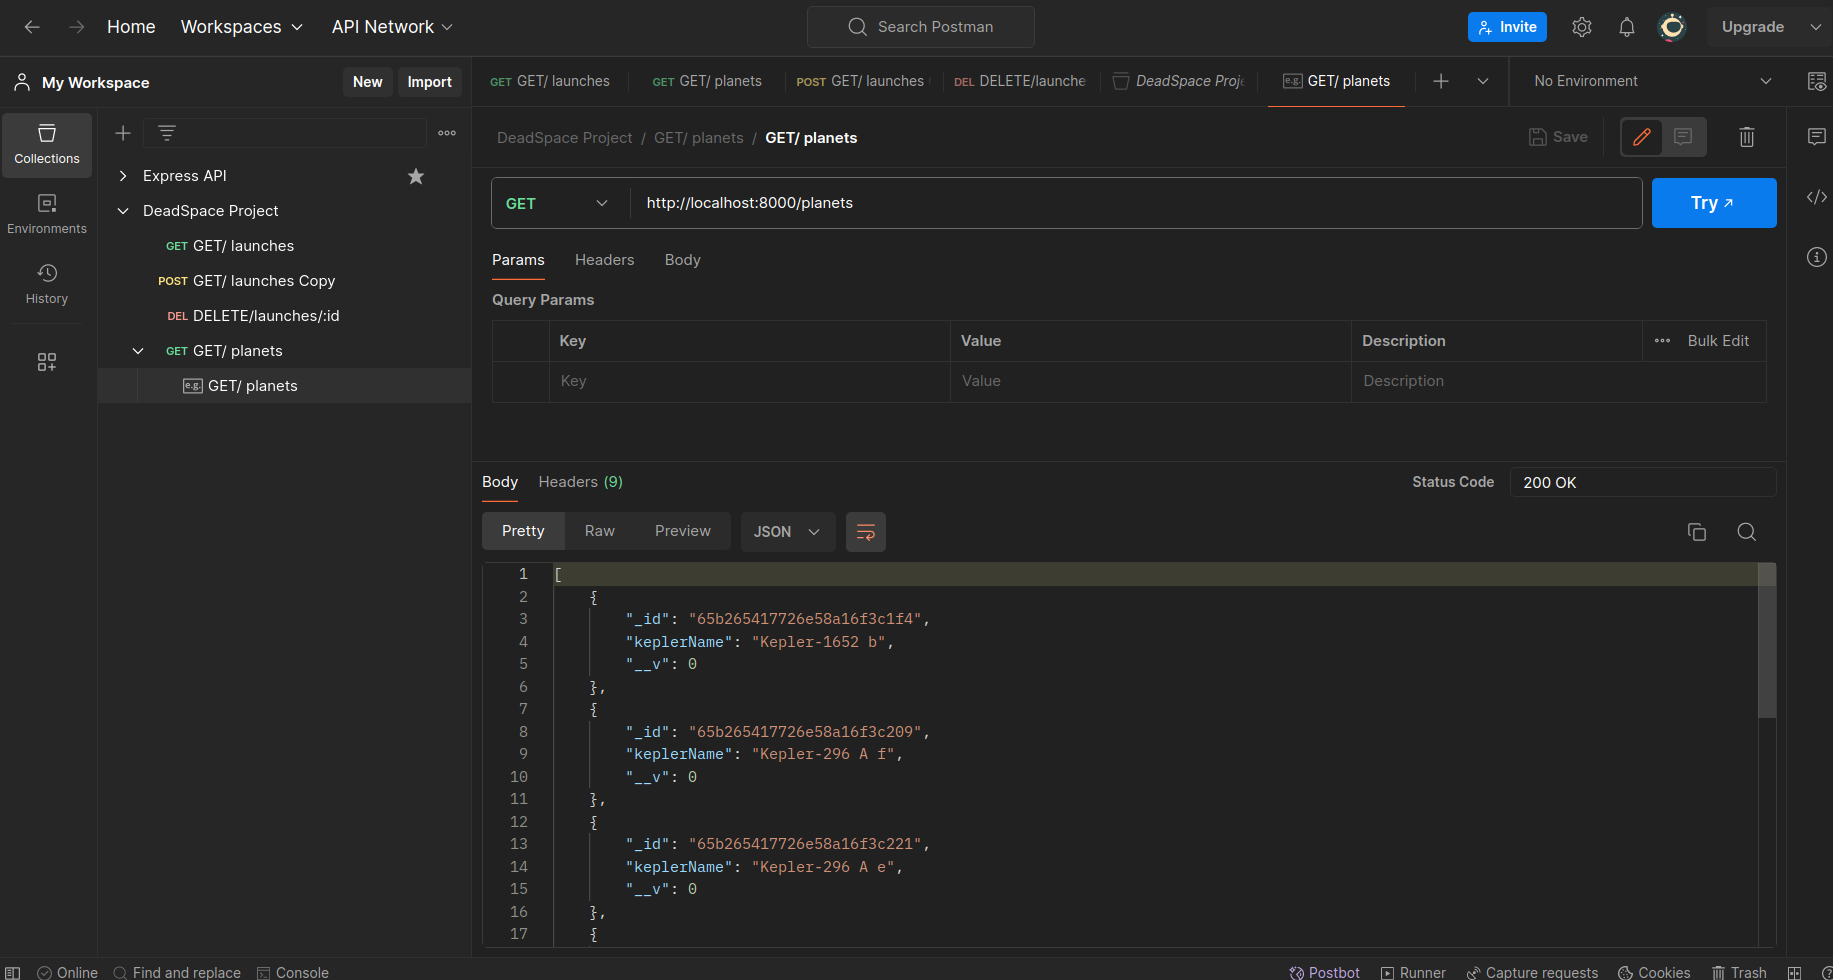 Home Workspaces API Network Search Postman Invite Upgrade
My Workspace New Import
GET GET/ launches GET GET/ planets POST GET/ launches DEL DELETE/launche DeadSpace Proj e.g. GET/ planets No Environment
Collections
Environments
History
Express API
DeadSpace Project
GET GET/ launches
POST GET/ launches Copy
DEL DELETE/launches/:id
GET GET/ planets
e.g. GET/ planets
DeadSpace Project / GET/ planets / GET/ planets Save
GET http://localhost:8000/planets Try
Params Headers Body
Query Params
Key Value Description Bulk Edit
Key Value Description
Body Headers (9) Status Code 200 OK
Pretty Raw Preview JSON
1 [
2 {
3 "_id": "65b265417726e58a16f3c1f4",
4 "keplerName": "Kepler-1652 b",
5 "__v": 0
6 },
7 {
8 "_id": "65b265417726e58a16f3c209",
9 "keplerName": "Kepler-296 A f",
10 "__v": 0
11 },
12 {
13 "_id": "65b265417726e58a16f3c221",
14 "keplerName": "Kepler-296 A e",
15 "__v": 0
16 },
17 {
Online Find and replace Console Postbot Runner Capture requests Cookies Trash